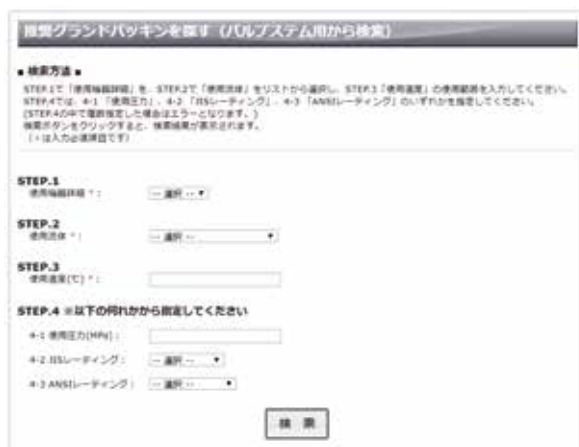 推奨グランドパッキンを探す（バルブステム用から検索）
■ 検索方法 ■
STEP.1で「使用機器詳細」を、STEP.2で「使用流体」をリストから選択し、STEP.3「使用温度」の使用範囲を入力してください。
STEP.4では、4-1「使用圧力」、4-2「JISレーティング」、4-3「ANSIレーティング」のいずれかを指定してください。
(STEP.4の中で複数指定した場合はエラーとなります。)
検索ボタンをクリックすると、検索結果が表示されます。
（*は入力必須項目です）
STEP.1
使用機器詳細 *： -- 選択 --
STEP.2
使用流体 *： -- 選択 --
STEP.3
使用温度(℃) *：
STEP.4 ※以下の何れかから指定してください
4-1 使用圧力(MPa)：
4-2 JISレーティング： -- 選択 --
4-3 ANSIレーティング： -- 選択 --
検 索